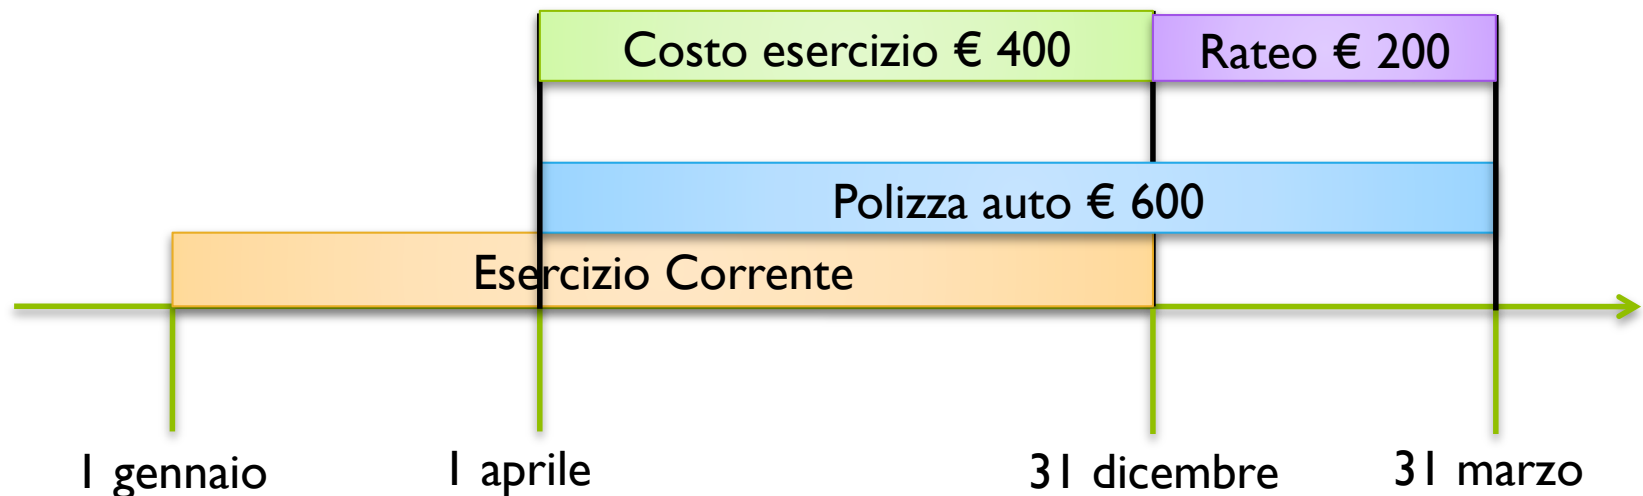 Costo esercizio € 400
Rateo € 200
Polizza auto € 600
Esercizio Corrente
1 gennaio
1 aprile
31 dicembre
31 marzo